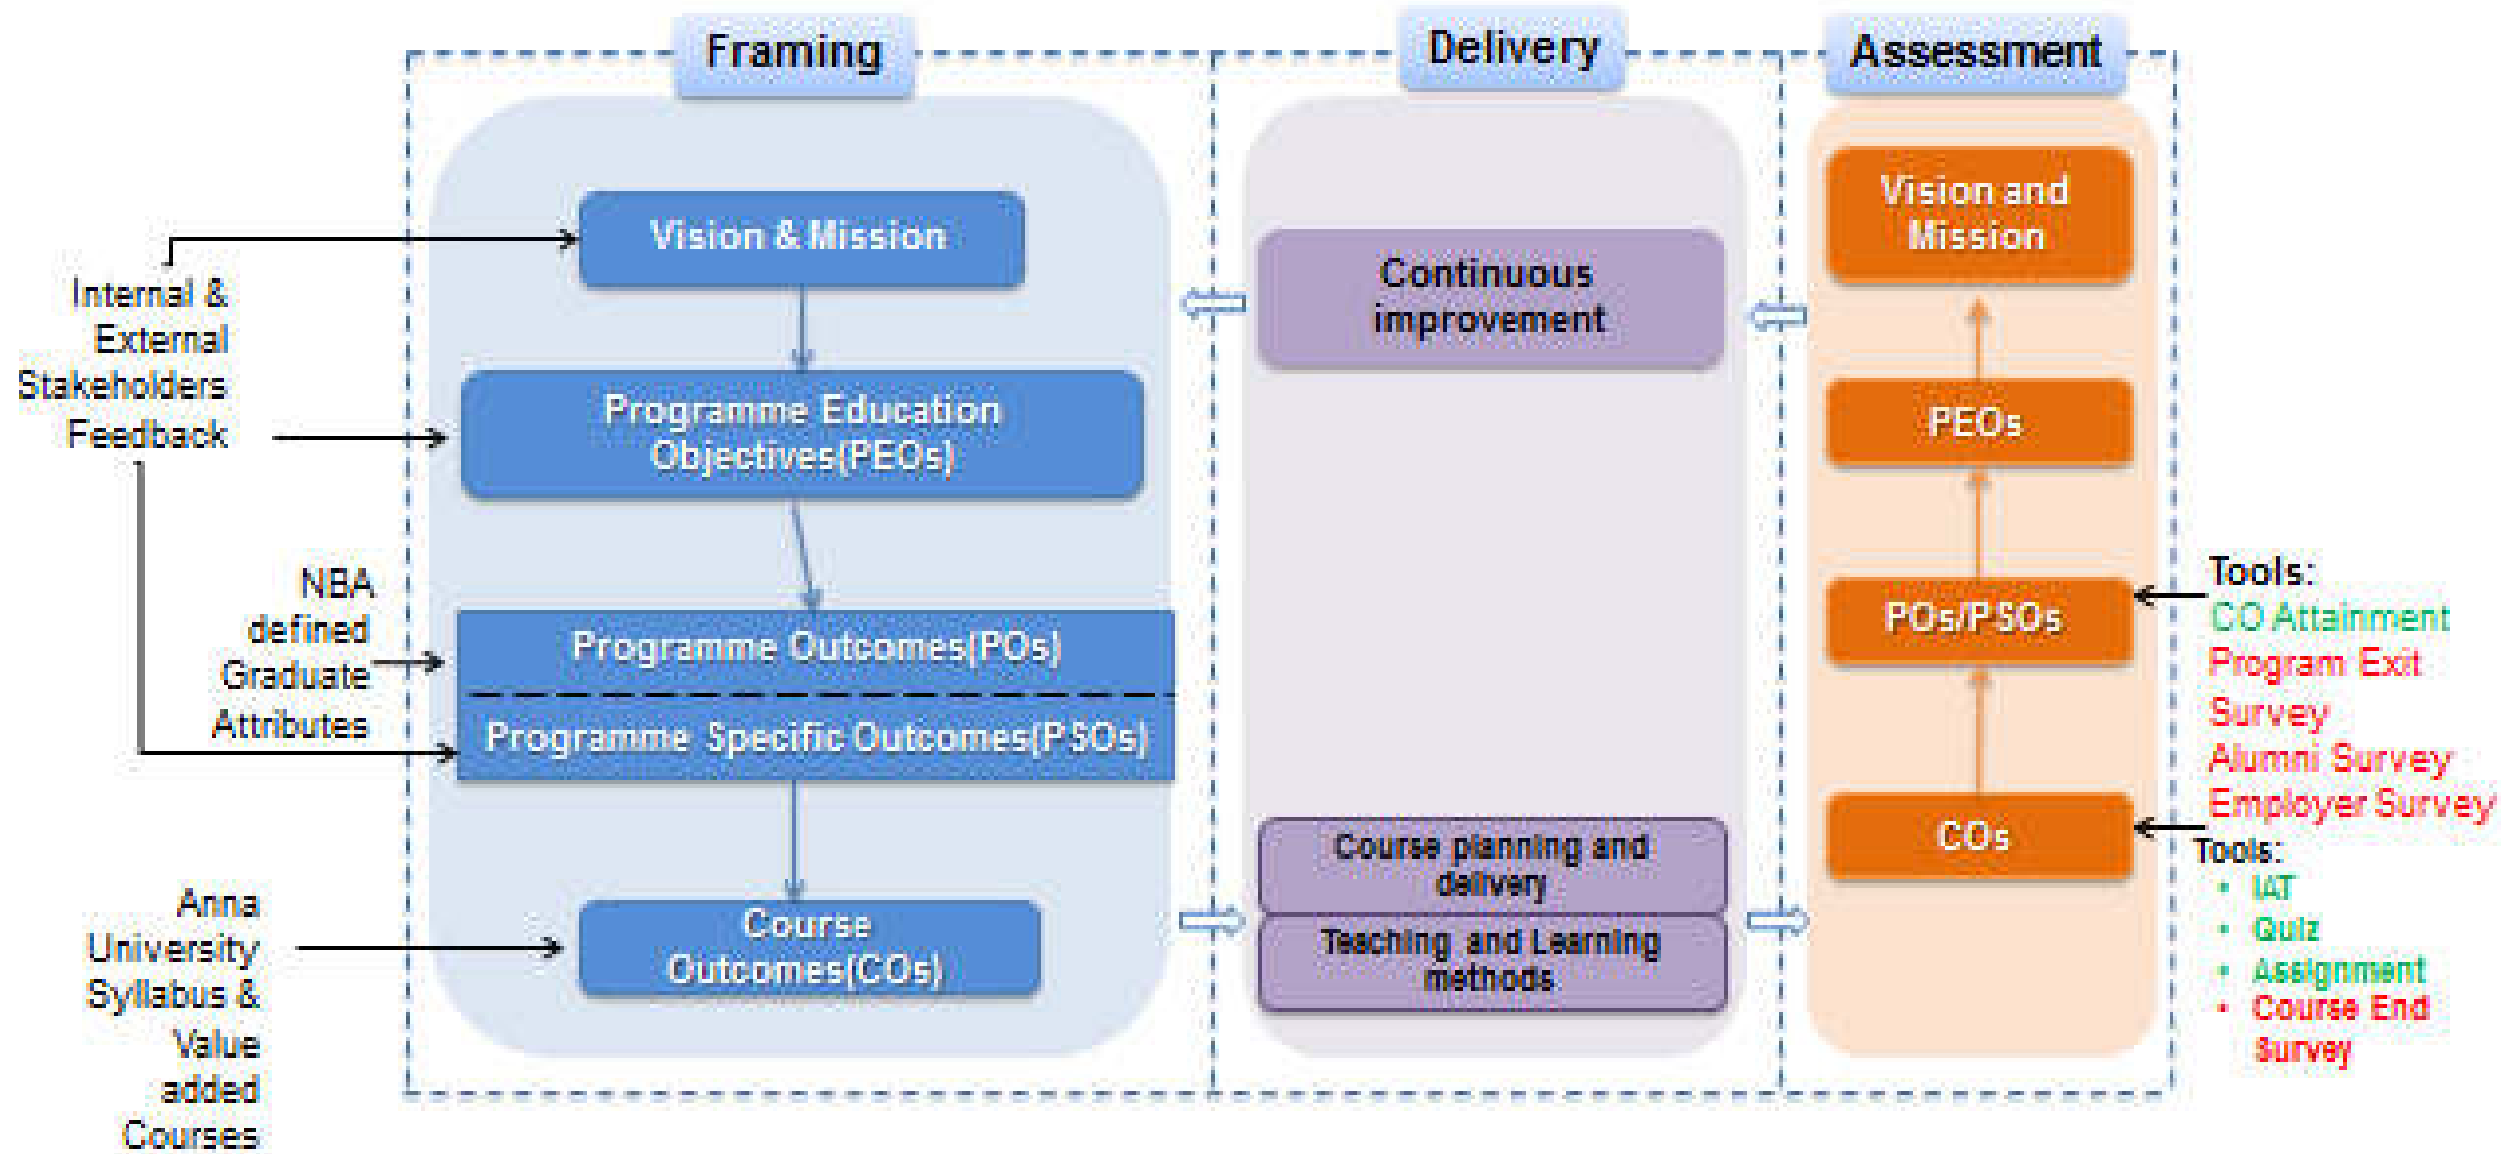 Framing
Delivery
Assessment
Internal &
External
Stakeholders
Feedback
NBA
defined
Graduate
Attributes
Anna
University
Syllabus &
Value
added
Courses
Vision & Mission
Programme Education
Objectives(PEOs)
Programme Outcomes(POs)
Programme Specific Outcomes(PSOs)
Course
Outcomes(COs)
Continuous
improvement
Course planning and
delivery
Teaching and Learning
methods
Vision and
Mission
PEOs
POs/PSOs
COs
Tools:
CO Attainment
Program Exit
Survey
Alumni Survey
Employer Survey
Tools:
• IAT
• Quiz
• Assignment
• Course End
Survey